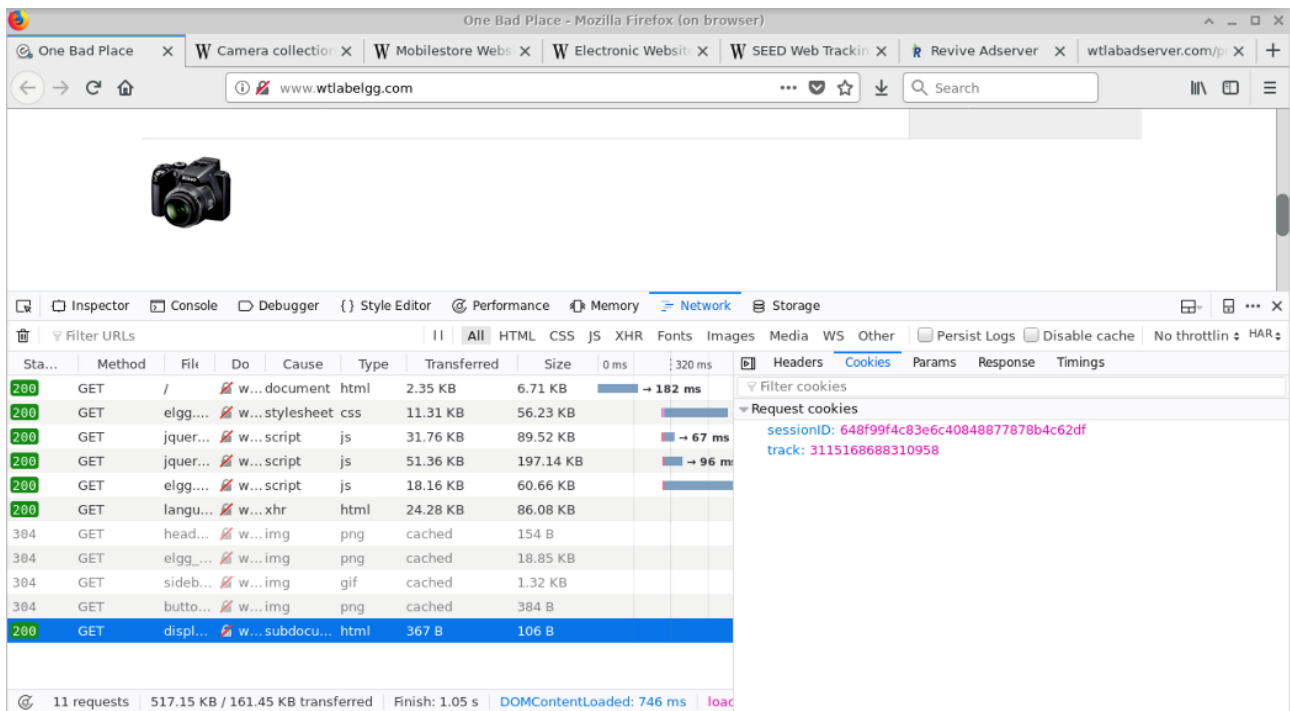 One Bad Place - Mozilla Firefox (on browser)
One Bad Place W Camera collection W Mobilestore Webs W Electronic Website W SEED Web Trackin R Revive Adserver wtlabadserver.com/p
www.wtlabelgg.com Search
Nikon
Inspector Console Debugger {} Style Editor Performance Memory Network Storage
Filter URLs All HTML CSS JS XHR Fonts Images Media WS Other Persist Logs Disable cache No throttlin HAR
Sta... Method File Do Cause Type Transferred Size 0 ms 320 ms Headers Cookies Params Response Timings
200 GET / w... document html 2.35 KB 6.71 KB → 182 ms Filter cookies
200 GET elgg.... w... stylesheet css 11.31 KB 56.23 KB Request cookies
200 GET jquer... w... script js 31.76 KB 89.52 KB → 67 ms sessionID: 648f99f4c83e6c40848877878b4c62df
200 GET jquer... w... script js 51.36 KB 197.14 KB → 96 ms track: 3115168688310958
200 GET elgg.... w... script js 18.16 KB 60.66 KB
200 GET langu... w... xhr html 24.28 KB 86.08 KB
304 GET head... w... img png cached 154 B
304 GET elgg_... w... img png cached 18.85 KB
304 GET sideb... w... img gif cached 1.32 KB
304 GET butto... w... img png cached 384 B
200 GET displ... w... subdocu... html 367 B 106 B
11 requests 517.15 KB / 161.45 KB transferred Finish: 1.05 s DOMContentLoaded: 746 ms load